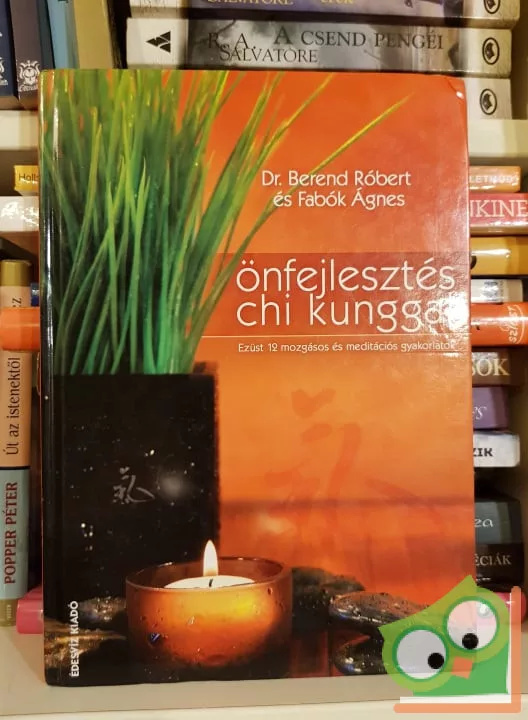 R. A.
SALVATORE
A CSEND PENGÉI
Dr. Berend Róbert
és Fabók Ágnes
önfejlesztés
chi kunggal
Ezüst 12 mozgásos és meditációs gyakorlatok
ÉDESVÍZ KIADÓ
Út az istenektől
POPPER PÉTER